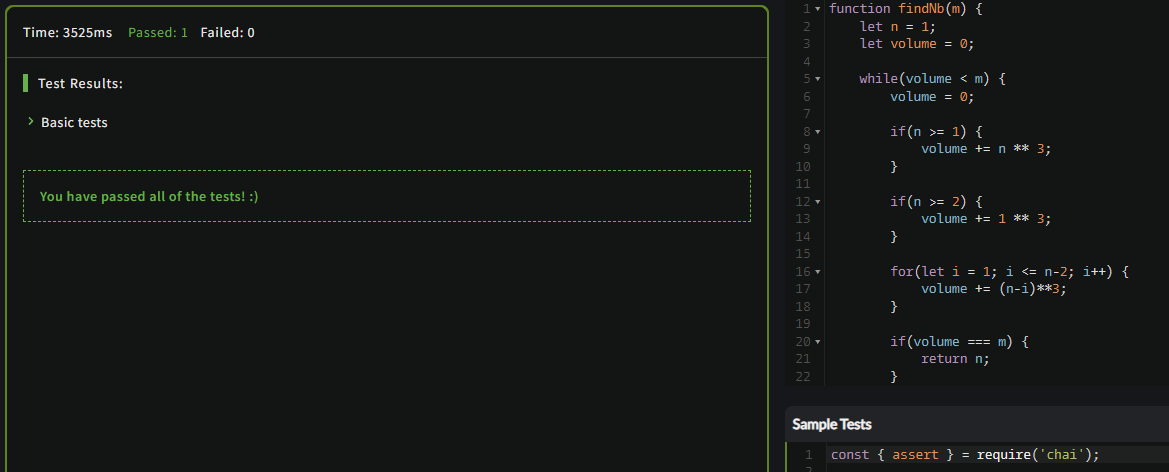 Time: 3525ms Passed: 1 Failed: 0
Test Results:
Basic tests
You have passed all of the tests! :)
1 function findNb(m) {
2     let n = 1;
3     let volume = 0;
4
5     while(volume < m) {
6         volume = 0;
7
8         if(n >= 1) {
9             volume += n ** 3;
10         }
11
12         if(n >= 2) {
13             volume += 1 ** 3;
14         }
15
16         for(let i = 1; i <= n-2; i++) {
17             volume += (n-i)**3;
18         }
19
20         if(volume === m) {
21             return n;
22         }
Sample Tests
1 const { assert } = require('chai');